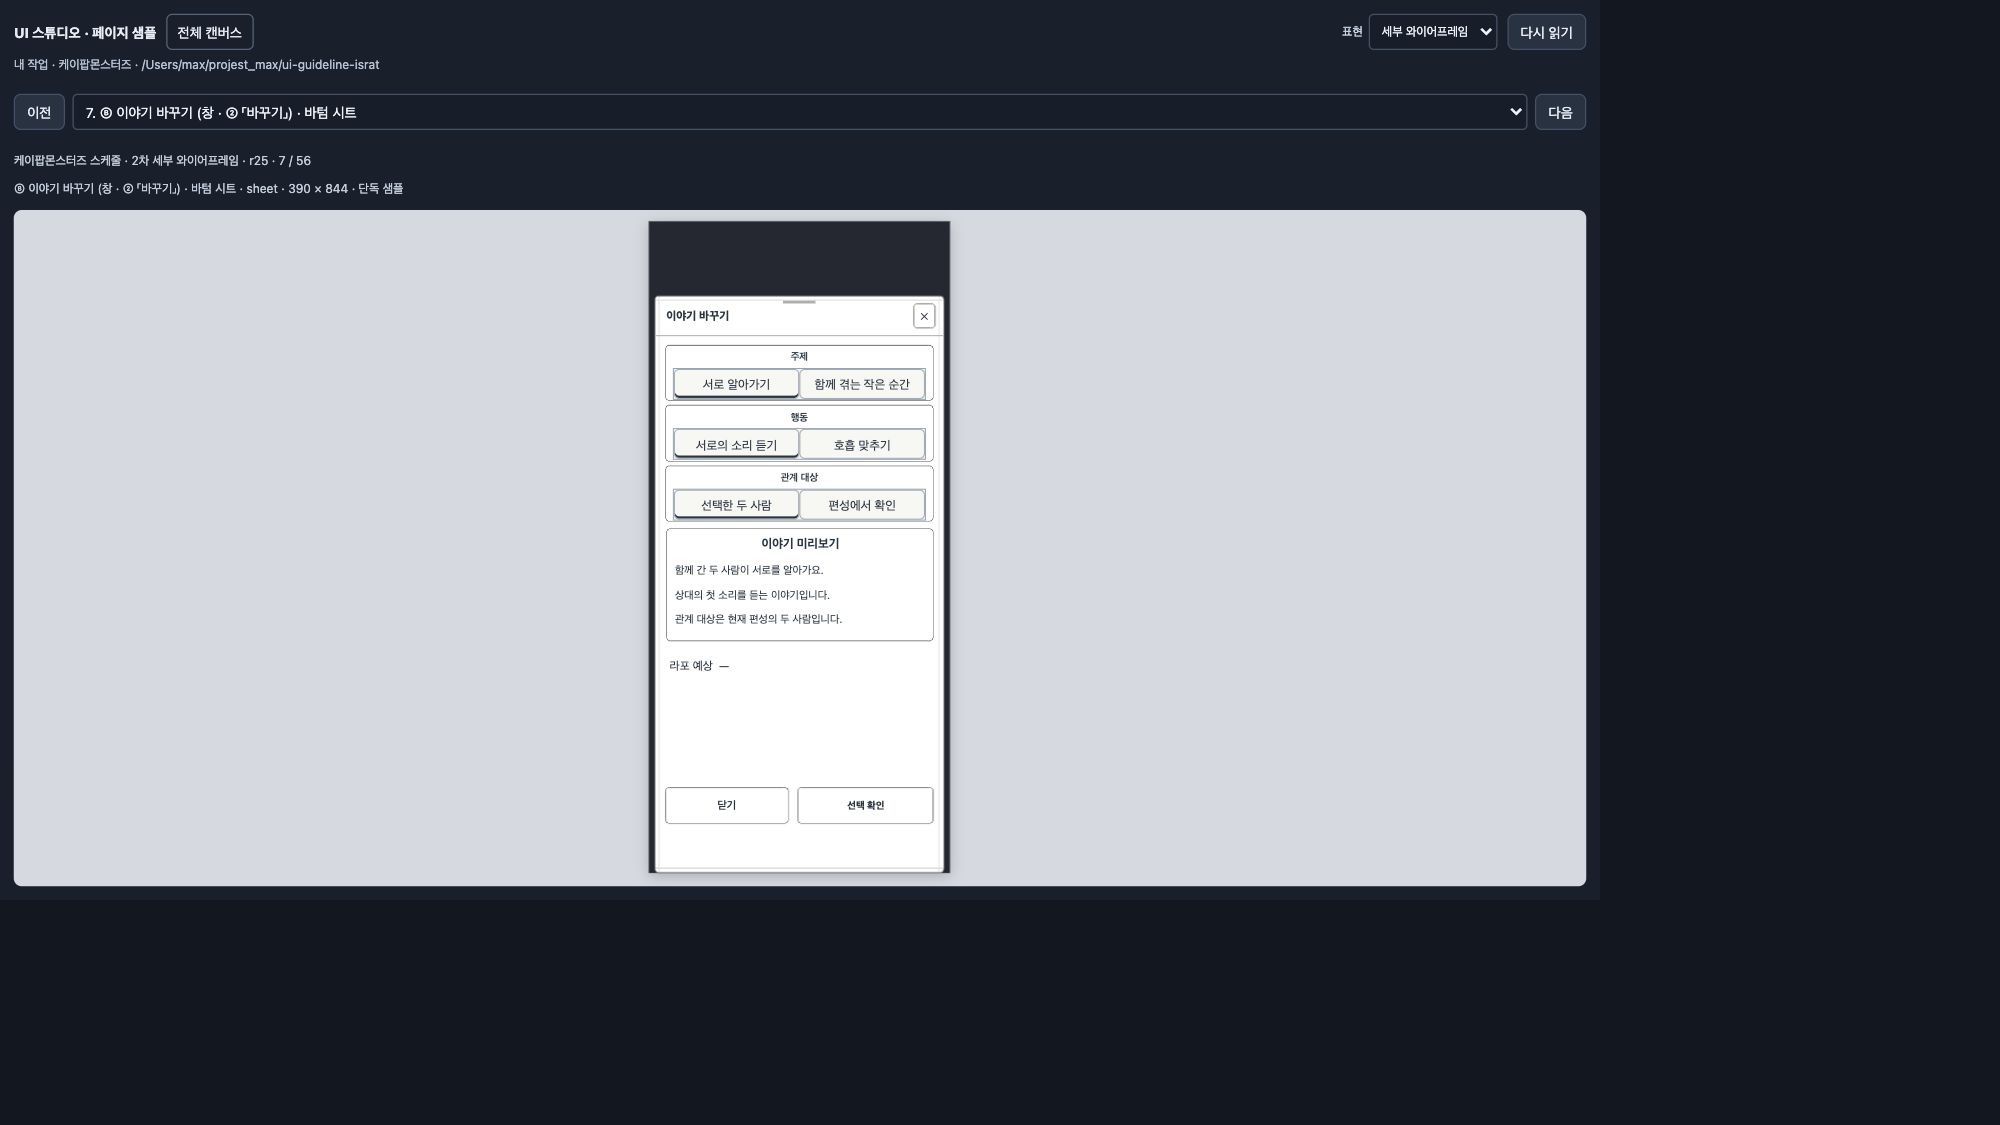 UI 스튜디오 · 페이지 샘플 전체 캔버스 표현 세부 와이어프레임 다시 읽기
내 작업 · 케이팝몬스터즈 · /Users/max/projest_max/ui-guideline-israt
이전 7. ⑧ 이야기 바꾸기 (창 · ② 「바꾸기」) · 바텀 시트 다음
케이팝몬스터즈 스케줄 · 2차 세부 와이어프레임 · r25 · 7 / 56
⑧ 이야기 바꾸기 (창 · ② 「바꾸기」) · 바텀 시트 · sheet · 390 × 844 · 단독 샘플
이야기 바꾸기 ×
주제
서로 알아가기 함께 겪는 작은 순간
행동
서로의 소리 듣기 호흡 맞추기
관계 대상
선택한 두 사람 편성에서 확인
이야기 미리보기
함께 간 두 사람이 서로를 알아가요.
상대의 첫 소리를 듣는 이야기입니다.
관계 대상은 현재 편성의 두 사람입니다.
라포 예상 —
닫기 선택 확인